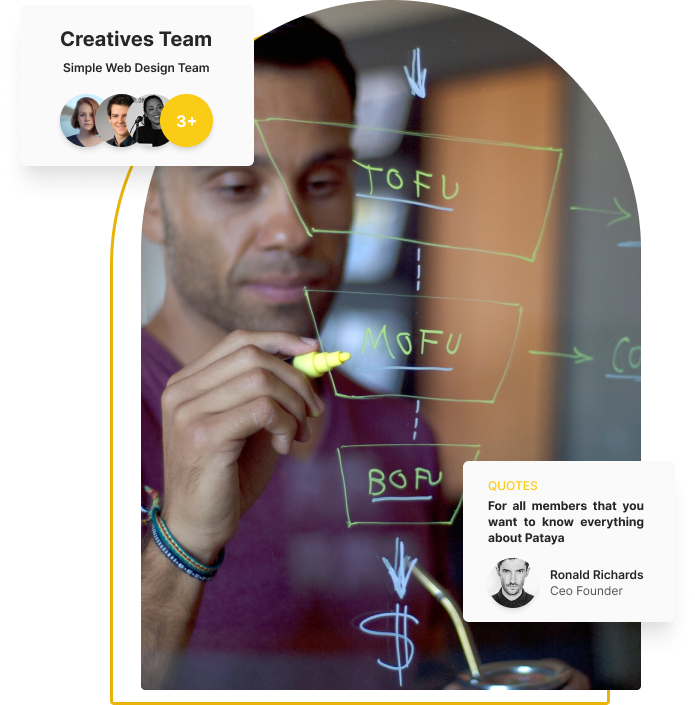 Creatives Team
Simple Web Design Team
3+
TOFU
MOFU
CO
BOFU
$
QUOTES
For all members that you
want to know everything
about Pataya
Ronald Richards
Ceo Founder